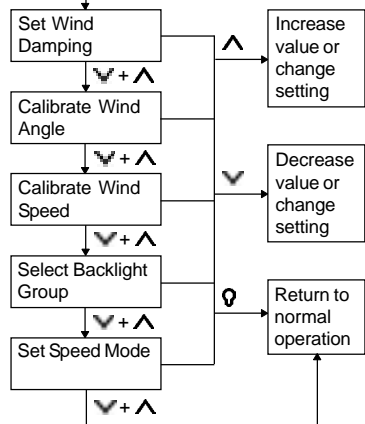 Set Wind
Damping
+
Calibrate Wind
Angle
+
Calibrate Wind
Speed
+
Select Backlight
Group
+
Set Speed Mode
+
Increase
value or
change
setting
Decrease
value or
change
setting
Return to
normal
operation